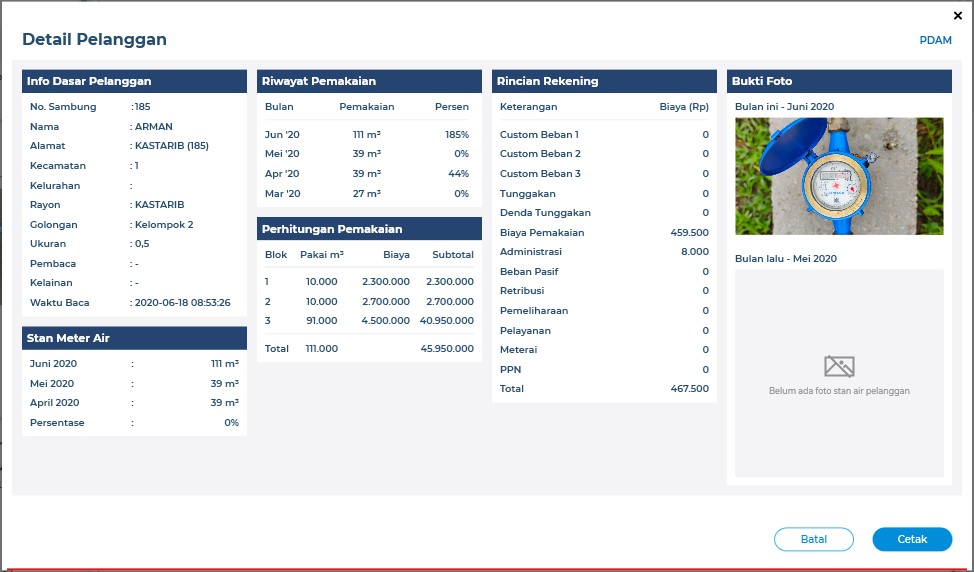 ×
Detail Pelanggan
PDAM
Info Dasar Pelanggan
No. Sambung : 185
Nama : ARMAN
Alamat : KASTARIB (185)
Kecamatan : 1
Kelurahan :
Rayon : KASTARIB
Golongan : Kelompok 2
Ukuran : 0,5
Pembaca : -
Kelainan : -
Waktu Baca : 2020-06-18 08:53:26
Stan Meter Air
Juni 2020 : 111 m³
Mei 2020 : 39 m³
April 2020 : 39 m³
Persentase : 0%
Riwayat Pemakaian
Bulan Pemakaian Persen
Jun '20 111 m³ 185%
Mei '20 39 m³ 0%
Apr '20 39 m³ 44%
Mar '20 27 m³ 0%
Perhitungan Pemakaian
Blok Pakai m³ Biaya Subtotal
1 10.000 2.300.000 2.300.000
2 10.000 2.700.000 2.700.000
3 91.000 4.500.000 40.950.000
Total 111.000 45.950.000
Rincian Rekening
Keterangan Biaya (Rp)
Custom Beban 1 0
Custom Beban 2 0
Custom Beban 3 0
Tunggakan 0
Denda Tunggakan 0
Biaya Pemakaian 459.500
Administrasi 8.000
Beban Pasif 0
Retribusi 0
Pemeliharaan 0
Pelayanan 0
Meterai 0
PPN 0
Total 467.500
Bukti Foto
Bulan ini - Juni 2020
Bulan lalu - Mei 2020
Belum ada foto stan air pelanggan
Batal
Cetak